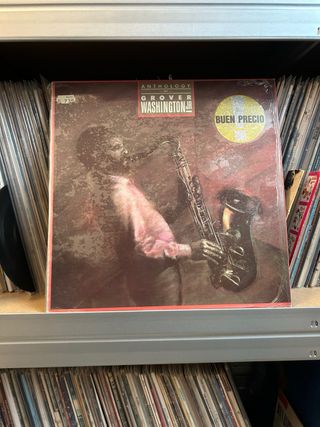 ANTHOLOGY
GROVER
WASHINGTON JR
BUEN PRECIO